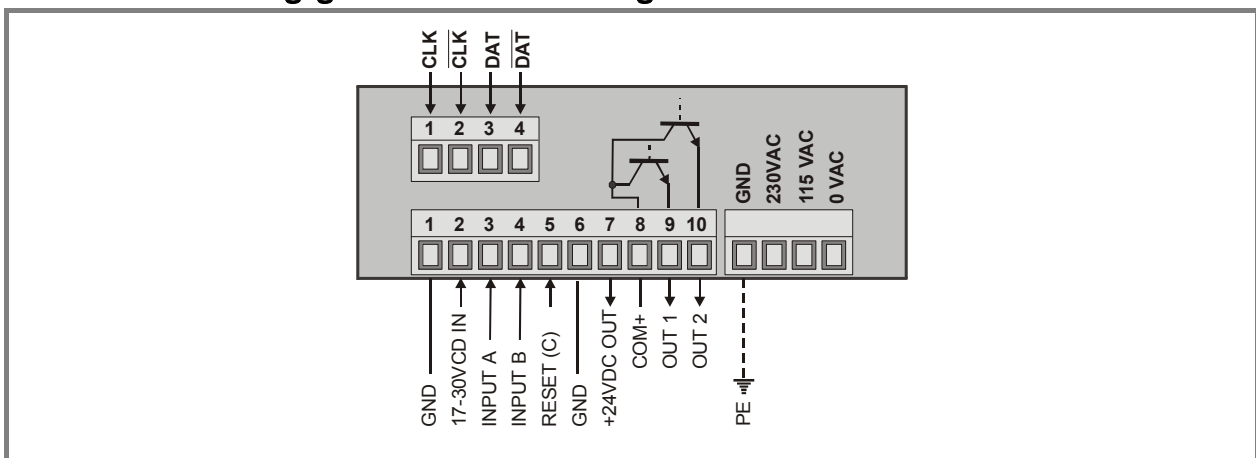 CLK
CLK
DAT
DAT
1 2 3 4
GND
230VAC
115 VAC
0 VAC
1 2 3 4 5 6 7 8 9 10
GND
17-30VCD IN
INPUT A
INPUT B
RESET (C)
GND
+24VDC OUT
COM+
OUT 1
OUT 2
PE